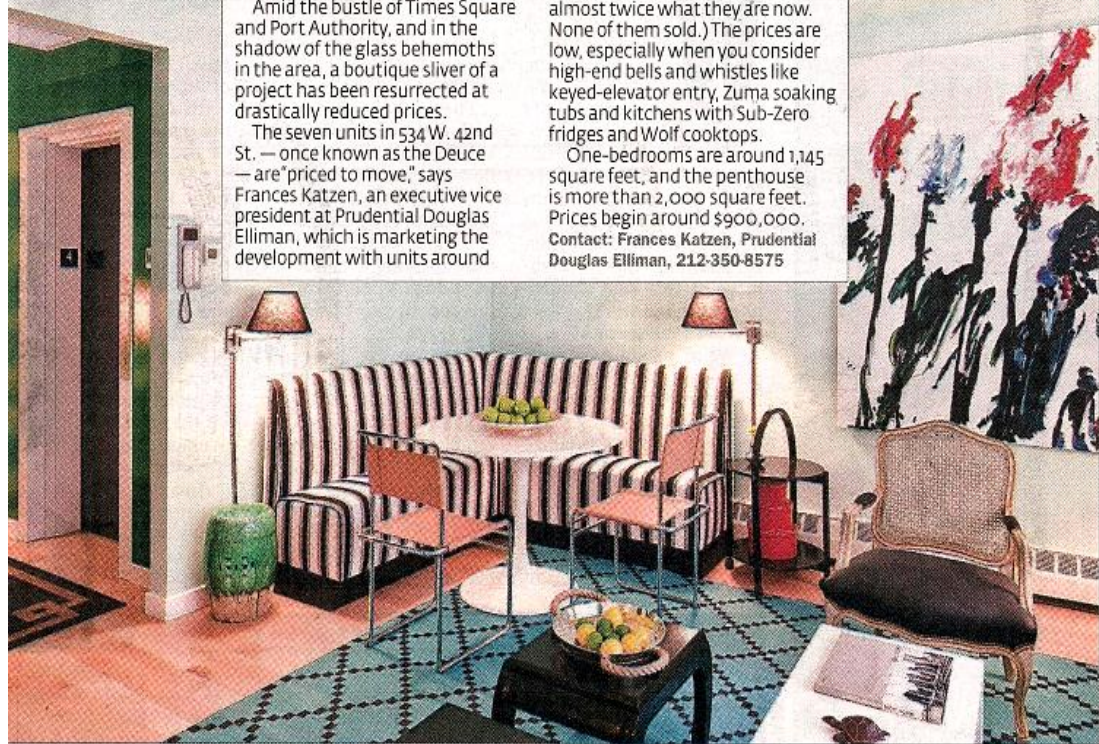 Amid the bustle of Times Square
and Port Authority, and in the
shadow of the glass behemoths
in the area, a boutique sliver of a
project has been resurrected at
drastically reduced prices.
The seven units in 534 W. 42nd
St. — once known as the Deuce
— are "priced to move," says
Frances Katzen, an executive vice
president at Prudential Douglas
Elliman, which is marketing the
development with units around
almost twice what they are now.
None of them sold.) The prices are
low, especially when you consider
high-end bells and whistles like
keyed-elevator entry, Zuma soaking
tubs and kitchens with Sub-Zero
fridges and Wolf cooktops.
One-bedrooms are around 1,145
square feet, and the penthouse
is more than 2,000 square feet.
Prices begin around $900,000.
Contact: Frances Katzen, Prudential
Douglas Elliman, 212-350-8575
4